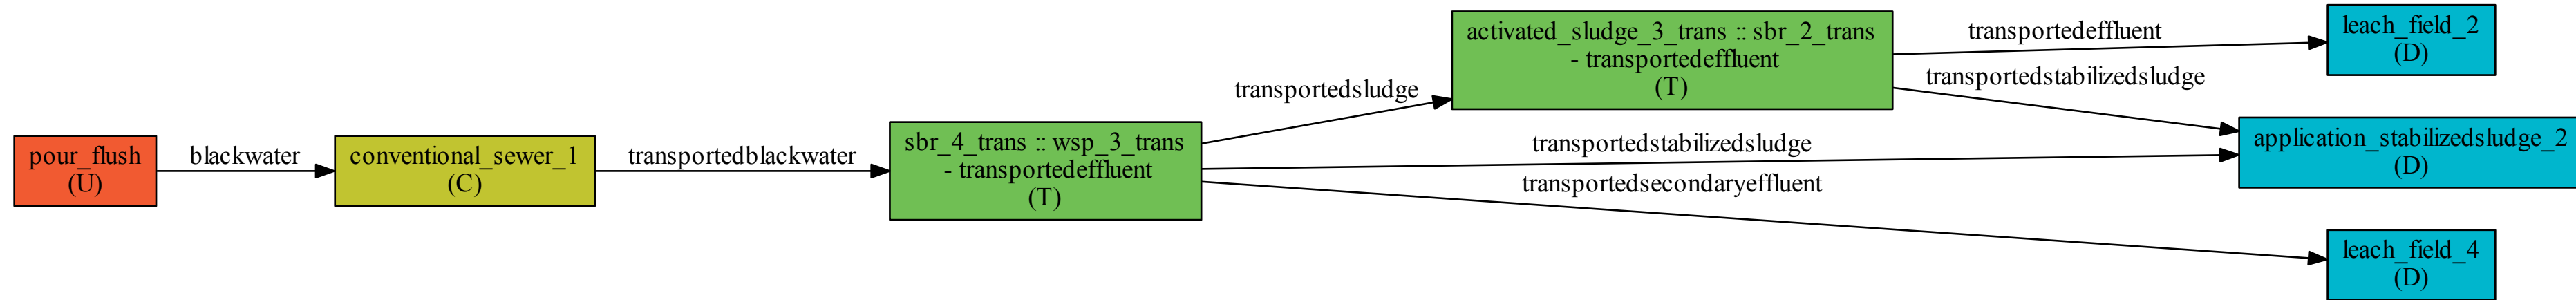 pour_flush
(U)
blackwater
conventional_sewer_1
(C)
transportedblackwater
sbr_4_trans :: wsp_3_trans
- transportedeffluent
(T)
transportedsludge
activated_sludge_3_trans :: sbr_2_trans
- transportedeffluent
(T)
transportedeffluent
transportedstabilizedsludge
transportedstabilizedsludge
transportedsecondaryeffluent
leach_field_2
(D)
application_stabilizedsludge_2
(D)
leach_field_4
(D)